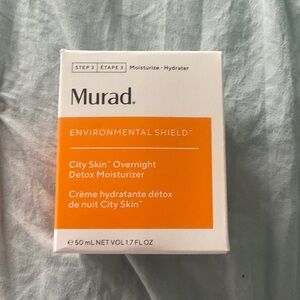 STEP 3 ÉTAPE 3 Moisturize · Hydrater
Murad.
ENVIRONMENTAL SHIELD™
City Skin™ Overnight
Detox Moisturizer
Crème hydratante détox
de nuit City Skin™
℮ 50 mL NET VOL 1.7 FL OZ